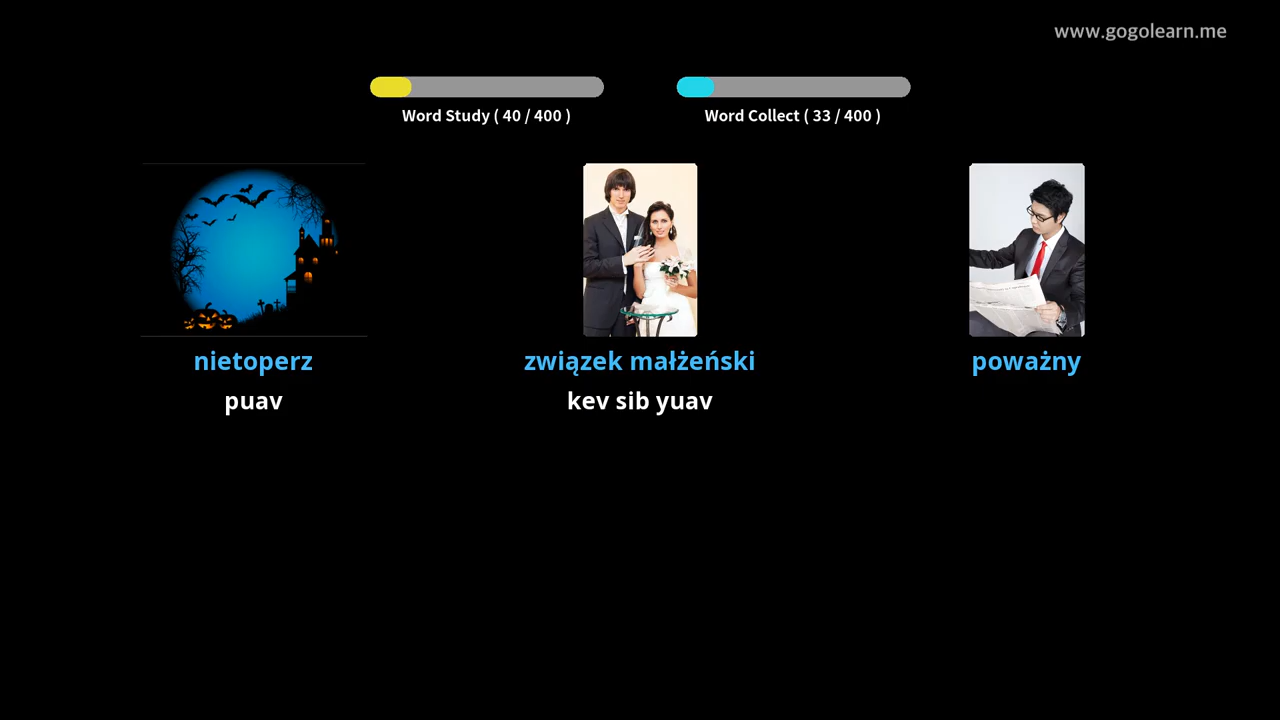 www.gogolearn.me
Word Study ( 40 / 400 )
Word Collect ( 33 / 400 )
nietoperz
związek małżeński
poważny
puav
kev sib yuav